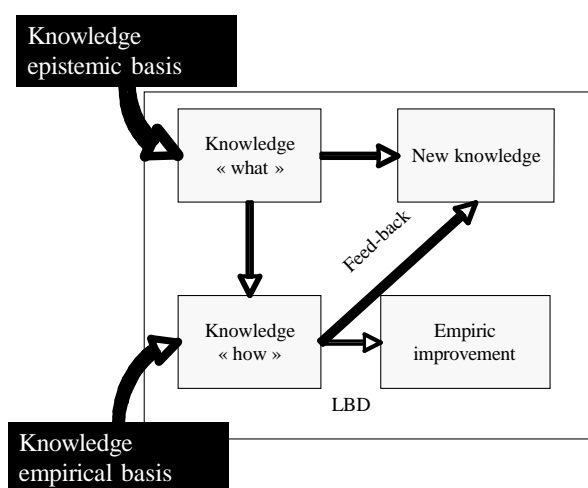 Knowledge
epistemic basis
Knowledge
« what »
New knowledge
Feed-back
Knowledge
« how »
Empiric
improvement
LBD
Knowledge
empirical basis